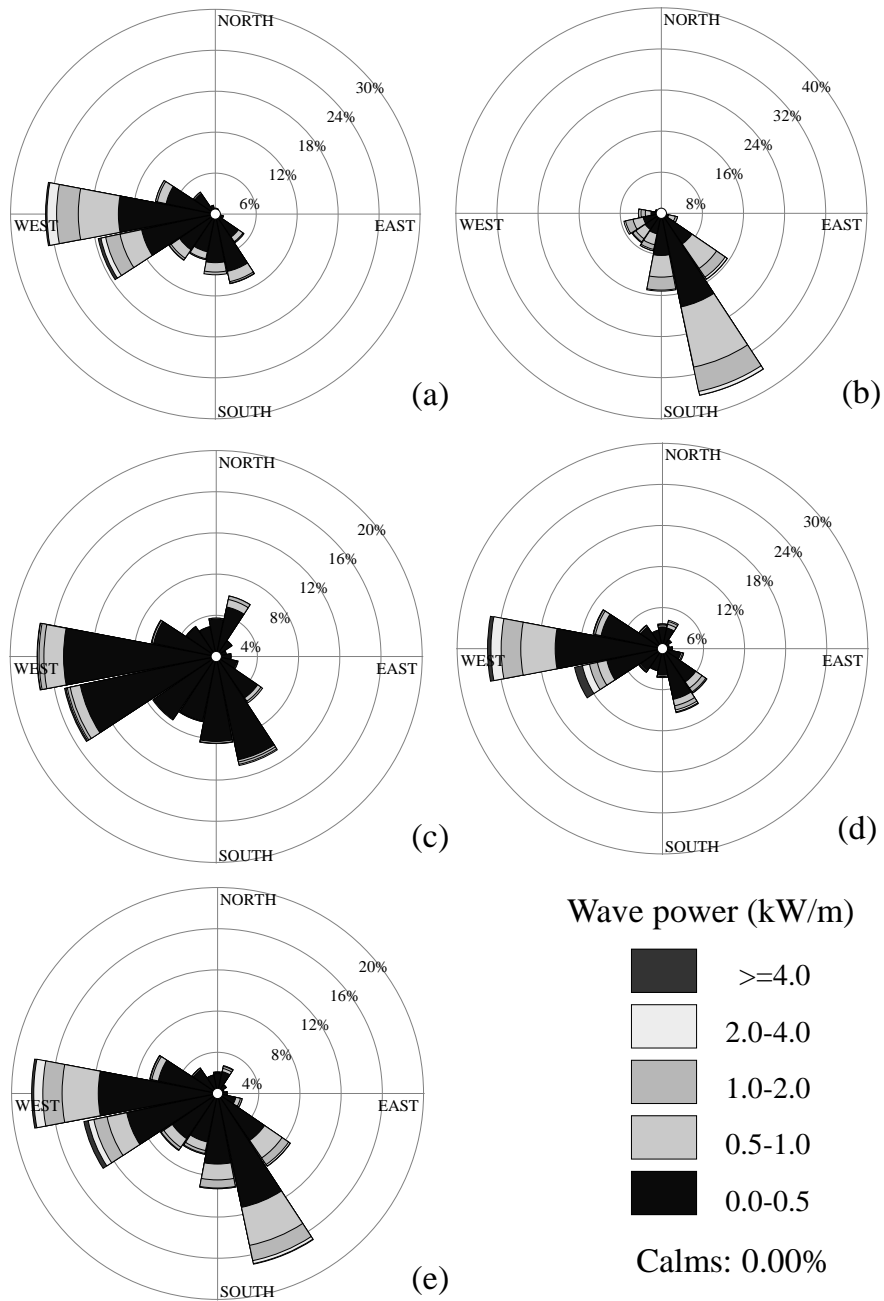 NORTH
30%
24%
18%
12%
6%
WEST
EAST
SOUTH
(a)
NORTH
40%
32%
24%
16%
8%
WEST
EAST
SOUTH
(b)
NORTH
20%
16%
12%
8%
4%
WEST
EAST
SOUTH
(c)
NORTH
30%
24%
18%
12%
6%
WEST
EAST
SOUTH
(d)
NORTH
20%
16%
12%
8%
4%
WEST
EAST
SOUTH
(e)
Wave power (kW/m)
>=4.0
2.0-4.0
1.0-2.0
0.5-1.0
0.0-0.5
Calms: 0.00%